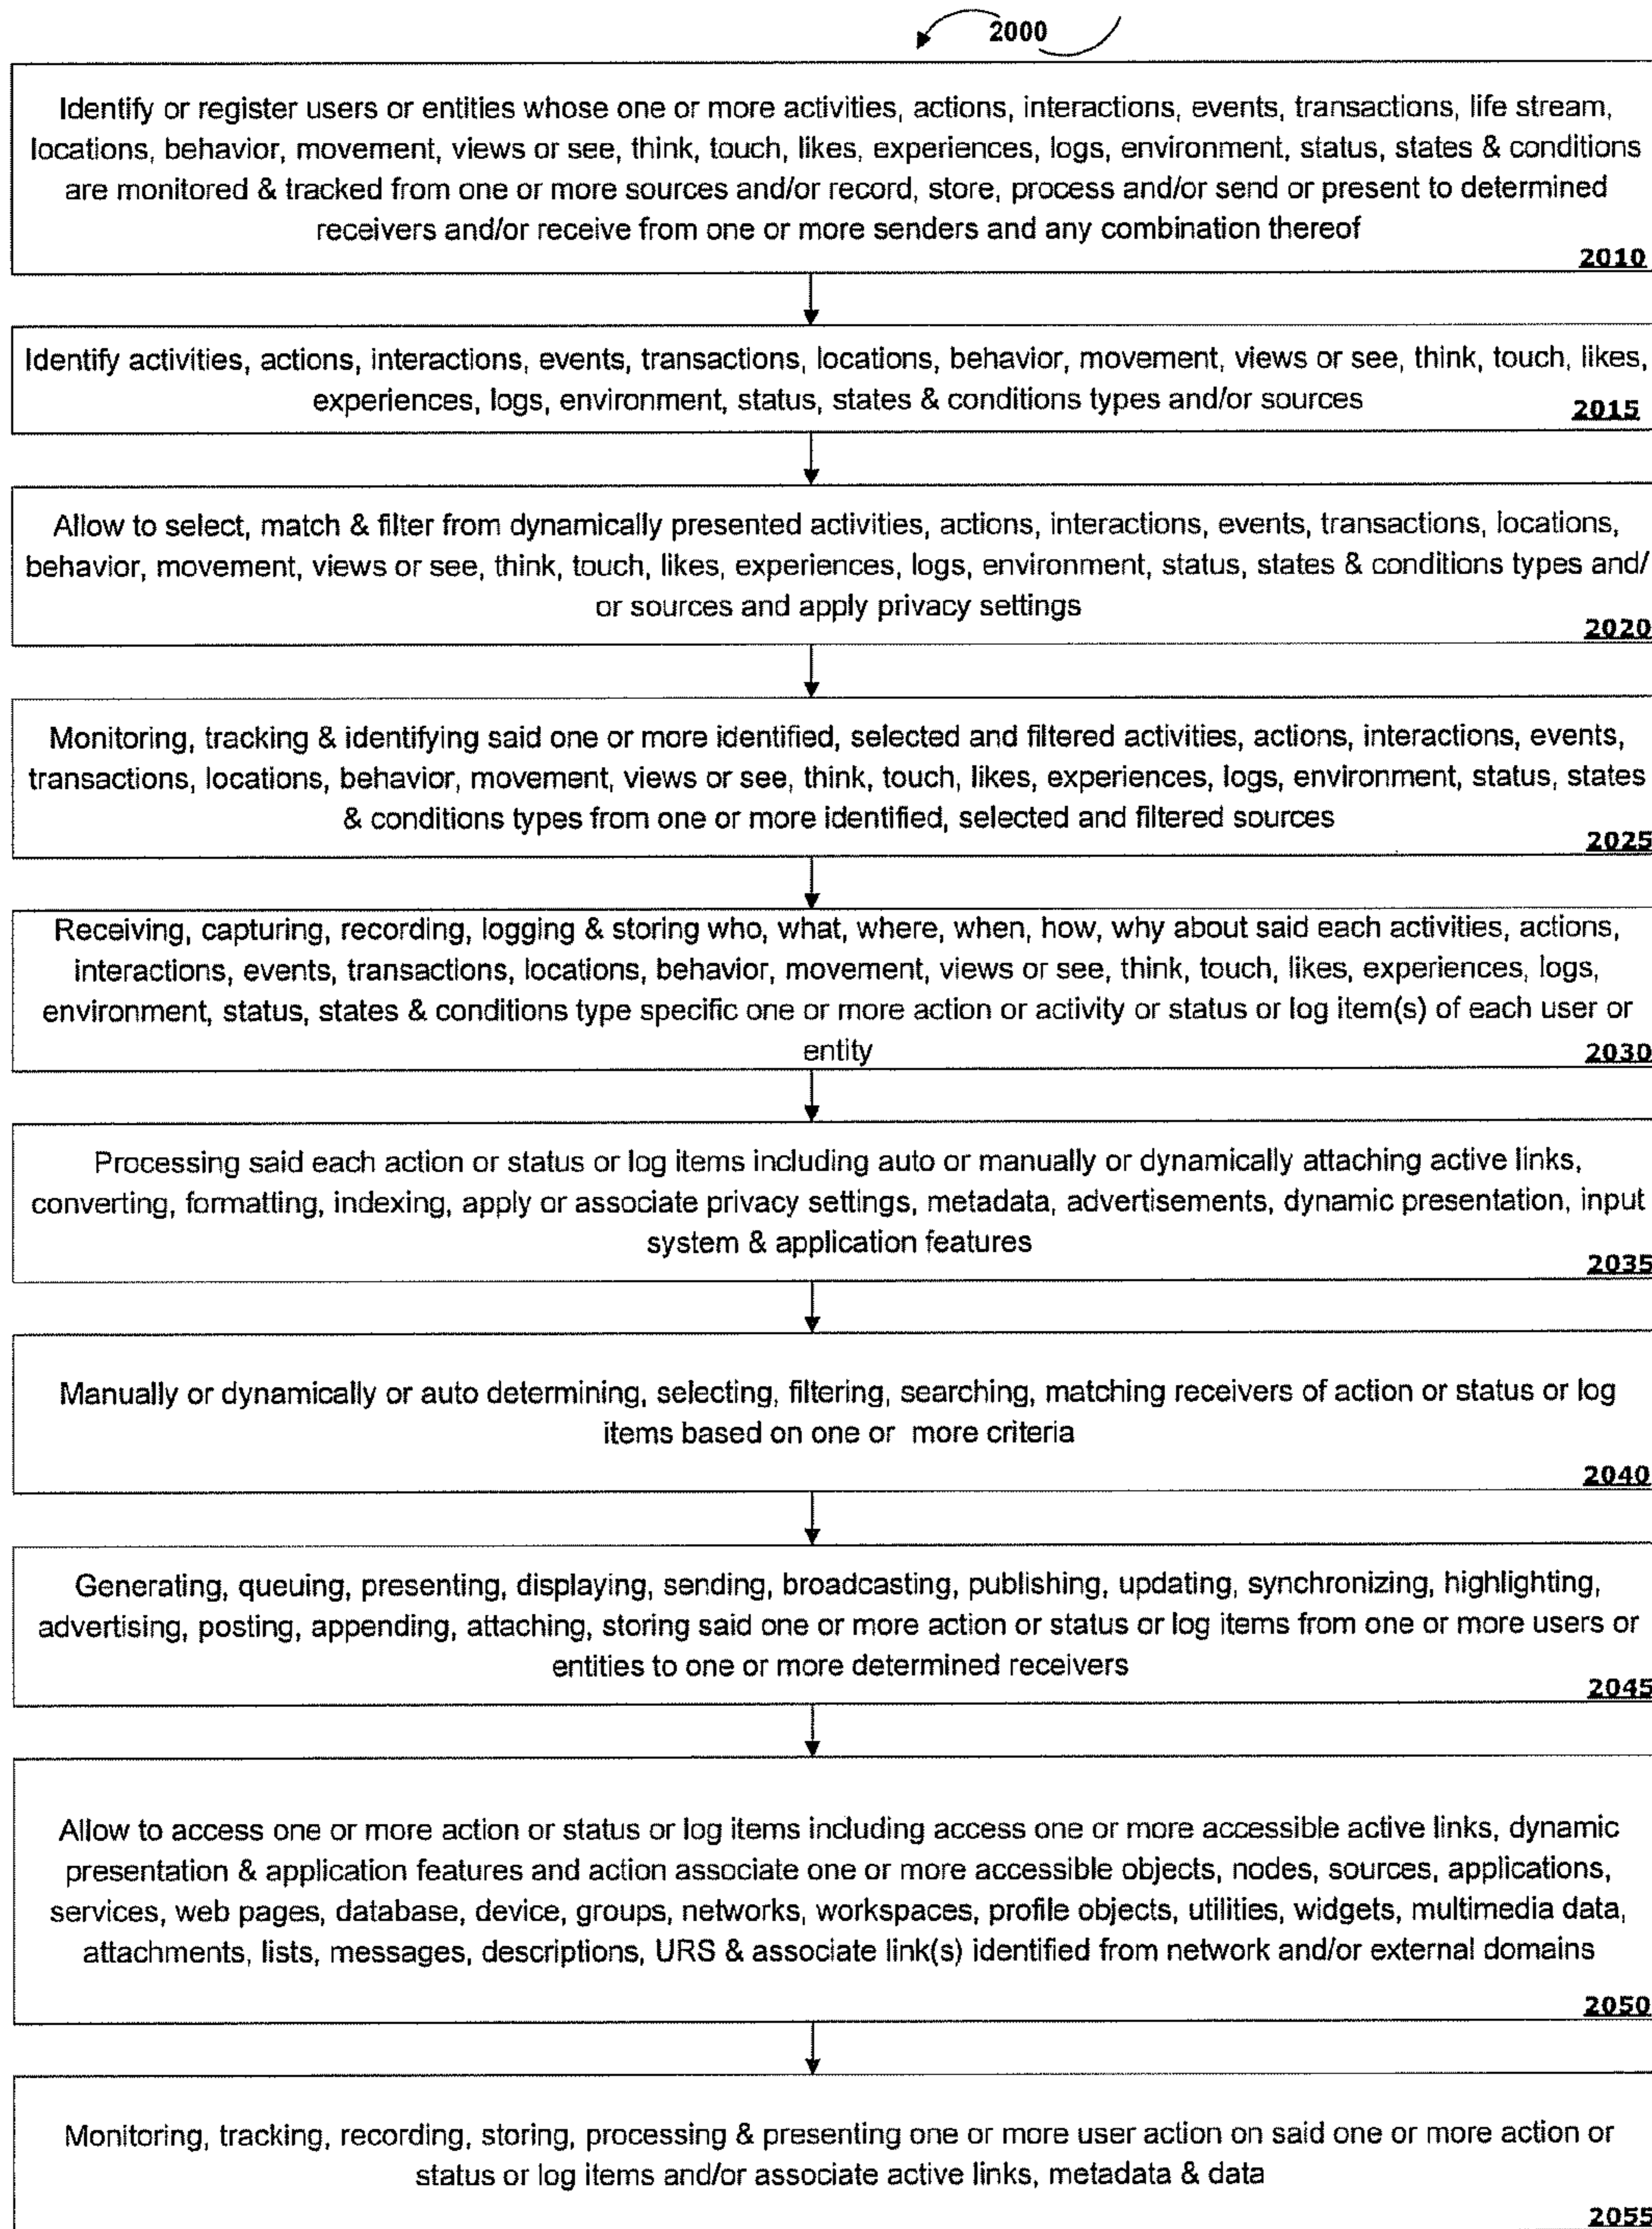 2000
Identify or register users or entities whose one or more activities, actions, interactions, events, transactions, life stream,
locations, behavior, movement, views or see, think, touch, likes, experiences, logs, environment, status, states & conditions
are monitored & tracked from one or more sources and/or record, store, process and/or send or present to determined
receivers and/or receive from one or more senders and any combination thereof
2010
Identify activities, actions, interactions, events, transactions, locations, behavior, movement, views or see, think, touch, likes,
experiences, logs, environment, status, states & conditions types and/or sources
2015
Allow to select, match & filter from dynamically presented activities, actions, interactions, events, transactions, locations,
behavior, movement, views or see, think, touch, likes, experiences, logs, environment, status, states & conditions types and/
or sources and apply privacy settings
2020
Monitoring, tracking & identifying said one or more identified, selected and filtered activities, actions, interactions, events,
transactions, locations, behavior, movement, views or see, think, touch, likes, experiences, logs, environment, status, states
& conditions types from one or more identified, selected and filtered sources
2025
Receiving, capturing, recording, logging & storing who, what, where, when, how, why about said each activities, actions,
interactions, events, transactions, locations, behavior, movement, views or see, think, touch, likes, experiences, logs,
environment, status, states & conditions type specific one or more action or activity or status or log item(s) of each user or
entity
2030
Processing said each action or status or log items including auto or manually or dynamically attaching active links,
converting, formatting, indexing, apply or associate privacy settings, metadata, advertisements, dynamic presentation, input
system & application features
2035
Manually or dynamically or auto determining, selecting, filtering, searching, matching receivers of action or status or log
items based on one or more criteria
2040
Generating, queuing, presenting, displaying, sending, broadcasting, publishing, updating, synchronizing, highlighting,
advertising, posting, appending, attaching, storing said one or more action or status or log items from one or more users or
entities to one or more determined receivers
2045
Allow to access one or more action or status or log items including access one or more accessible active links, dynamic
presentation & application features and action associate one or more accessible objects, nodes, sources, applications,
services, web pages, database, device, groups, networks, workspaces, profile objects, utilities, widgets, multimedia data,
attachments, lists, messages, descriptions, URS & associate link(s) identified from network and/or external domains
2050
Monitoring, tracking, recording, storing, processing & presenting one or more user action on said one or more action or
status or log items and/or associate active links, metadata & data
2055